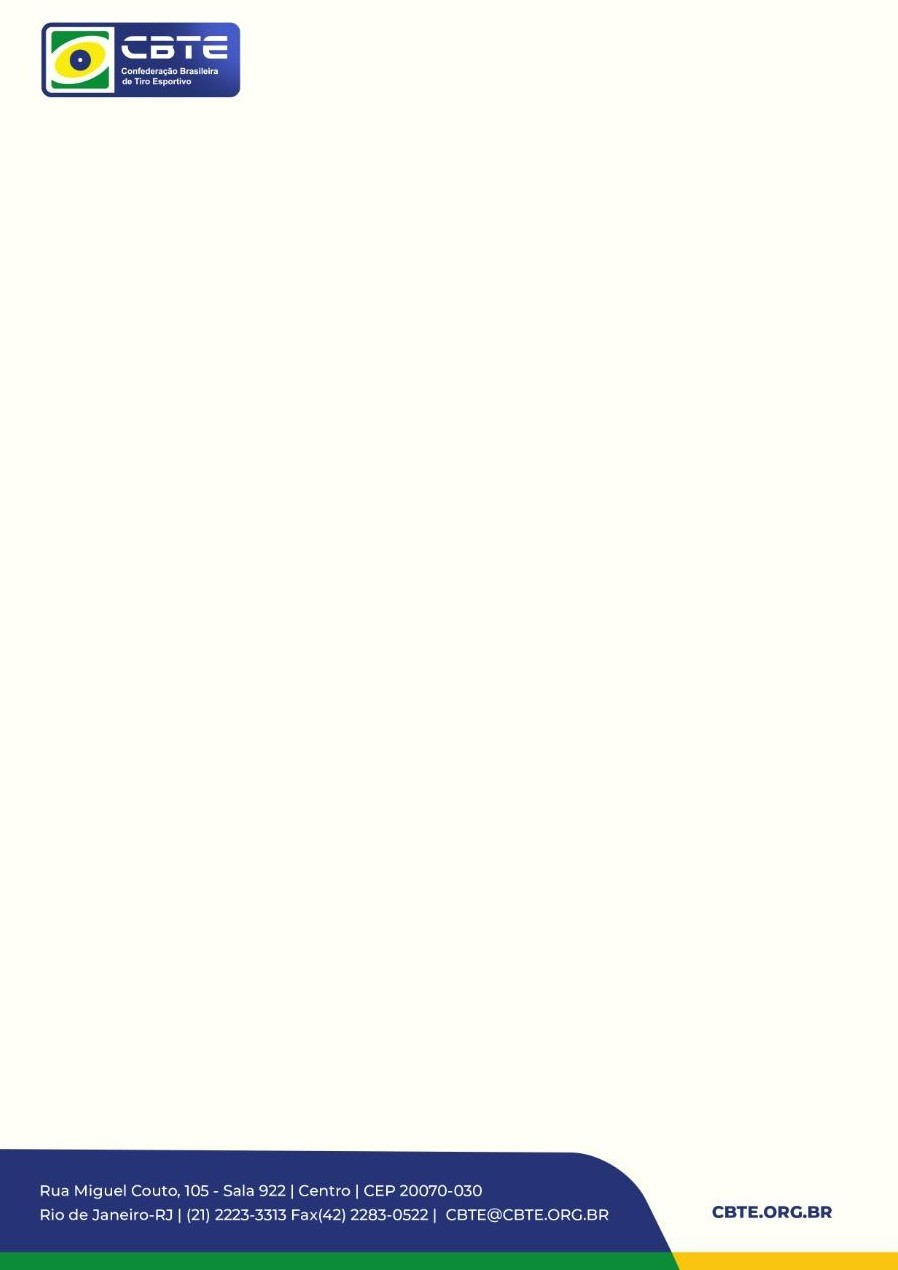 CBTE
Confederação Brasileira
de Tiro Esportivo
Rua Miguel Couto, 105 - Sala 922 | Centro | CEP 20070-030
Rio de Janeiro-RJ | (21) 2223-3313 Fax(42) 2283-0522 | CBTE@CBTE.ORG.BR
CBTE.ORG.BR